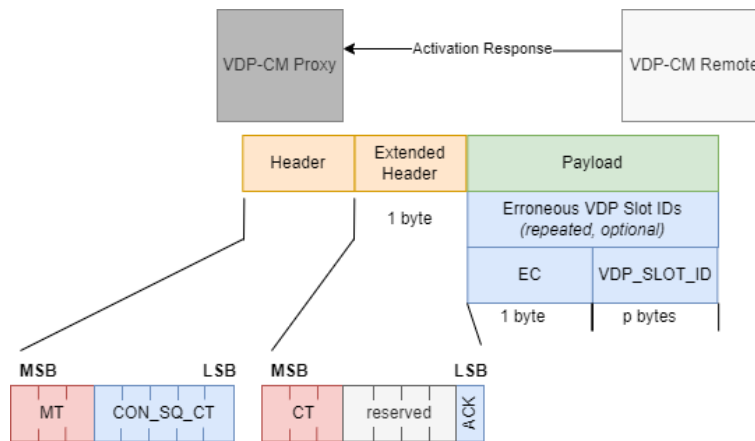 VDP-CM Proxy
Activation Response
VDP-CM Remote
Header
Extended
Header
Payload
1 byte
Erroneous VDP Slot IDs
(repeated, optional)
EC
VDP_SLOT_ID
1 byte
p bytes
MSB
LSB
MSB
LSB
MT
CON_SQ_CT
CT
reserved
ACK